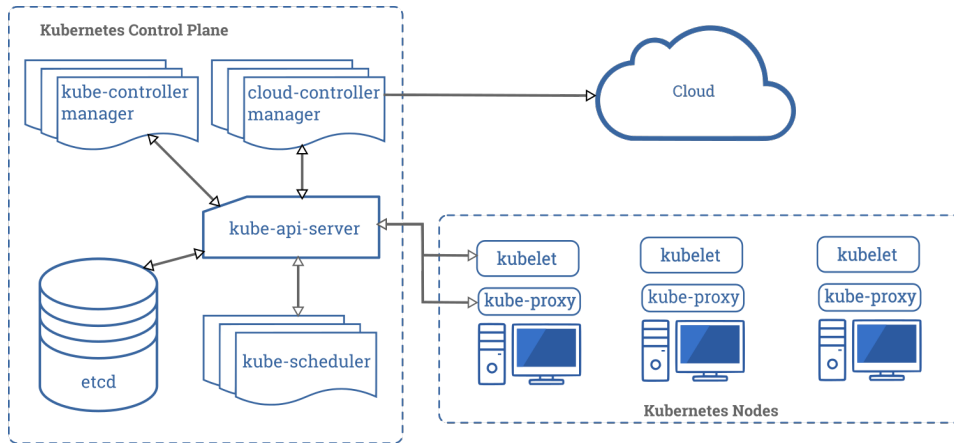 Kubernetes Control Plane
kube-controller
manager
cloud-controller
manager
Cloud
kube-api-server
kubelet
kubelet
kubelet
kube-proxy
kube-proxy
kube-proxy
etcd
kube-scheduler
Kubernetes Nodes